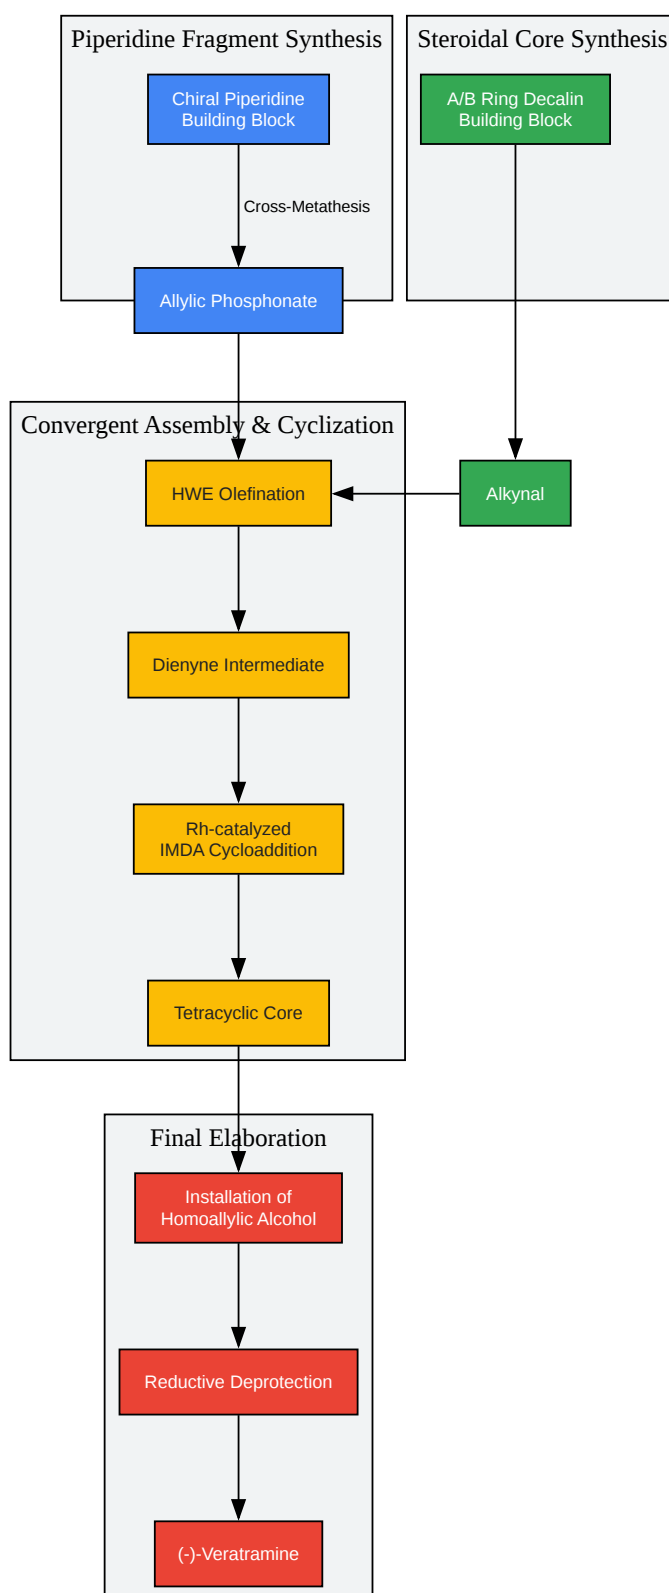 Piperidine Fragment Synthesis
Steroidal Core Synthesis
Chiral Piperidine
Building Block
A/B Ring Decalin
Building Block
Cross-Metathesis
Allylic Phosphonate
Convergent Assembly & Cyclization
HWE Olefination
Alkynal
Dienyne Intermediate
Rh-catalyzed
IMDA Cycloaddition
Tetracyclic Core
Final Elaboration
Installation of
Homoallylic Alcohol
Reductive Deprotection
(-)-Veratramine